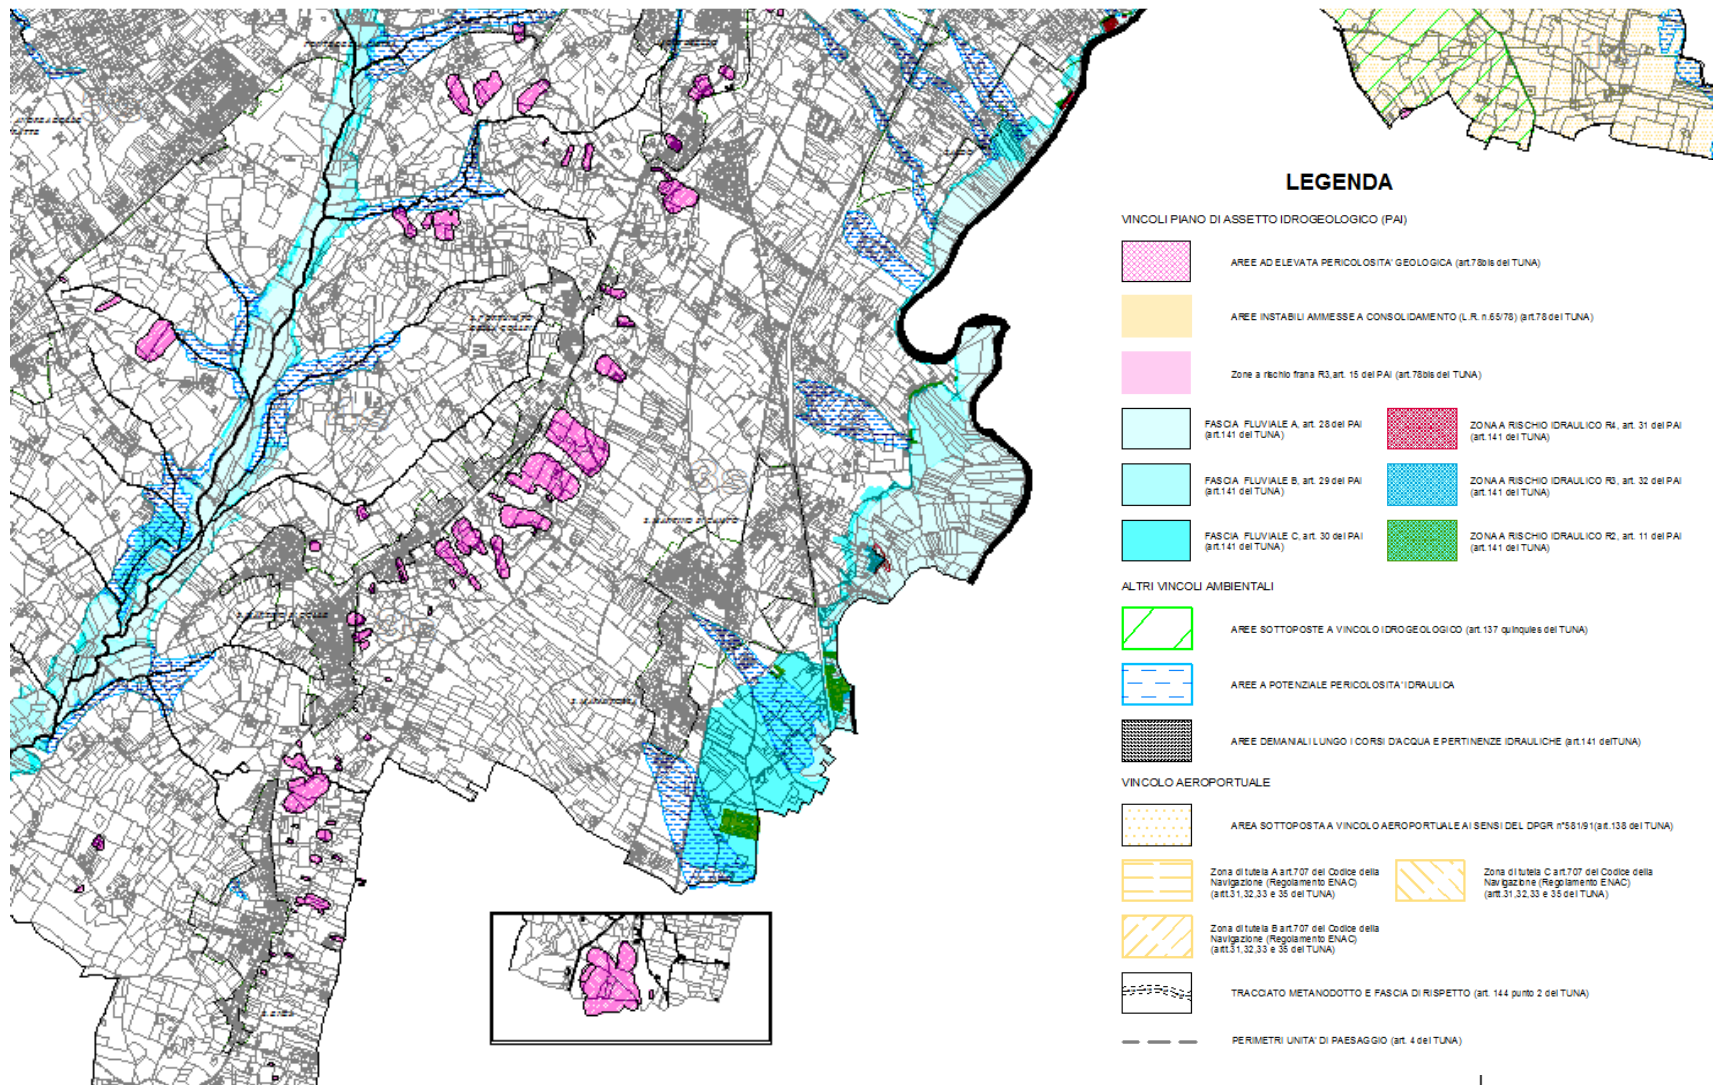 LEGENDA
VINCOLI PIANO DI ASSETTO IDROGEOLOGICO (PAI)
AREE AD ELEVATA PERICOLOSITA' GEOLOGICA (art.78bis del TUNA)
AREE INSTABILI AMMESSE A CONSOLIDAMENTO (L.R. n.65/78) (art.78 del TUNA)
Zone a rischio frana R3, art. 15 del PAI (art.78bis del TUNA)
FASCIA FLUVIALE A, art. 28 del PAI
(art.141 del TUNA)
ZONA A RISCHIO IDRAULICO R4, art. 31 del PAI
(art.141 del TUNA)
FASCIA FLUVIALE B, art. 29 del PAI
(art.141 del TUNA)
ZONA A RISCHIO IDRAULICO R3, art. 32 del PAI
(art.141 del TUNA)
FASCIA FLUVIALE C, art. 30 del PAI
(art.141 del TUNA)
ZONA A RISCHIO IDRAULICO R2, art. 11 del PAI
(art.141 del TUNA)
ALTRI VINCOLI AMBIENTALI
AREE SOTTOPOSTE A VINCOLO IDROGEOLOGICO (art.137 quinquies del TUNA)
AREE A POTENZIALE PERICOLOSITA' IDRAULICA
AREE DEMANIALI LUNGO I CORSI D'ACQUA E PERTINENZE IDRAULICHE (art.141 delTUNA)
VINCOLO AEROPORTUALE
AREA SOTTOPOSTA A VINCOLO AEROPORTUALE AI SENSI DEL DPGR n°581/91(art.138 del TUNA)
Zona di tutela A art.707 del Codice della
Navigazione (Regolamento ENAC)
(artt.31,32,33 e 35 del TUNA)
Zona di tutela C art.707 del Codice della
Navigazione (Regolamento ENAC)
(artt.31,32,33 e 35 del TUNA)
Zona di tutela B art.707 del Codice della
Navigazione (Regolamento ENAC)
(artt.31,32,33 e 35 del TUNA)
TRACCIATO METANODOTTO E FASCIA DI RISPETTO (art. 144 punto 2 del TUNA)
PERIMETRI UNITA' DI PAESAGGIO (art. 4 del TUNA)
S. MARTINO IN CAMPO